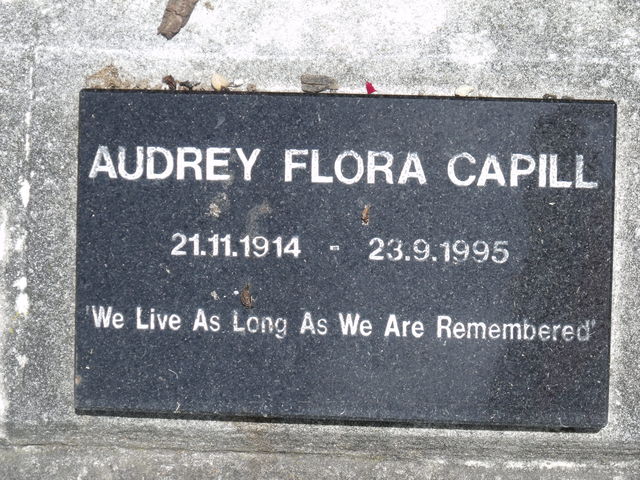 AUDREY FLORA CAPILL
21.11.1914 - 23.9.1995
'We Live As Long As We Are Remembered'